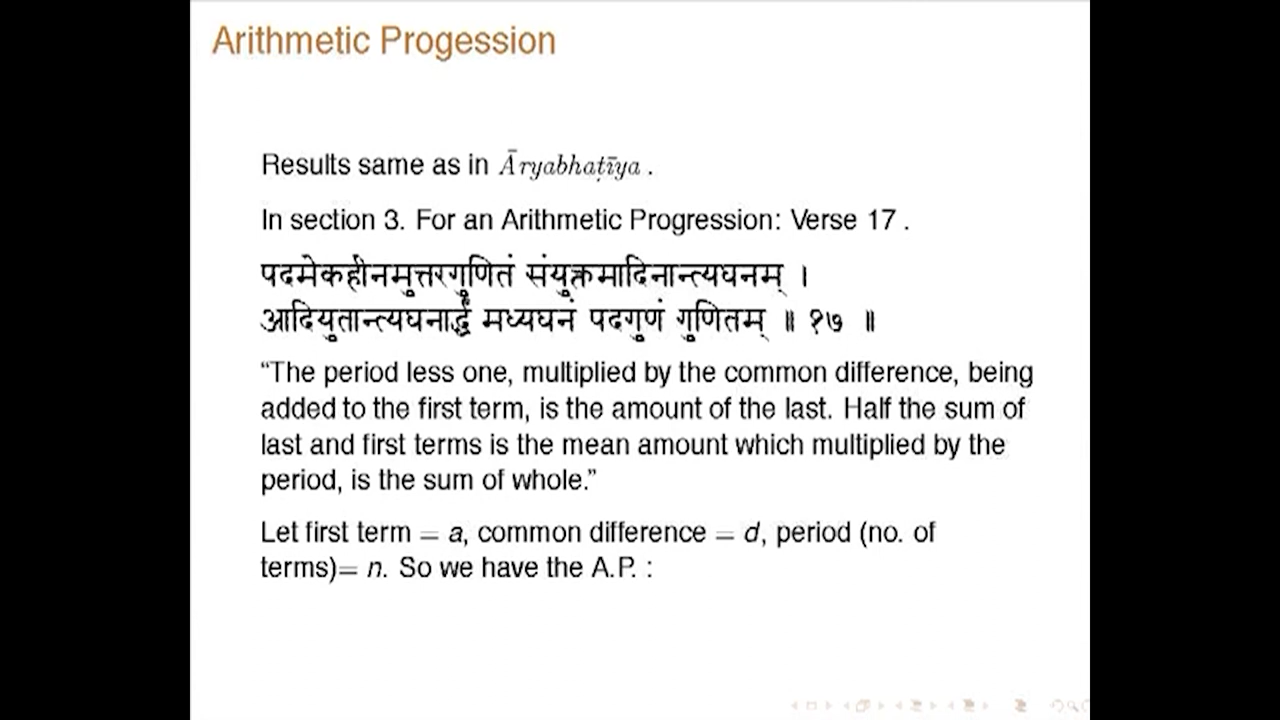 Arithmetic Progession
Results same as in Āryabhaṭīya .
In section 3. For an Arithmetic Progression: Verse 17 .
पदमेकहीनमुत्तरगुणितं संयुक्तमादिनान्त्यघनम् ।
आदियुतान्त्यघनार्द्धं मध्यघनं पदगुणं गुणितम् ॥ १७ ॥
“The period less one, multiplied by the common difference, being
added to the first term, is the amount of the last. Half the sum of
last and first terms is the mean amount which multiplied by the
period, is the sum of whole.”
Let first term = a, common difference = d, period (no. of
terms)= n. So we have the A.P. :